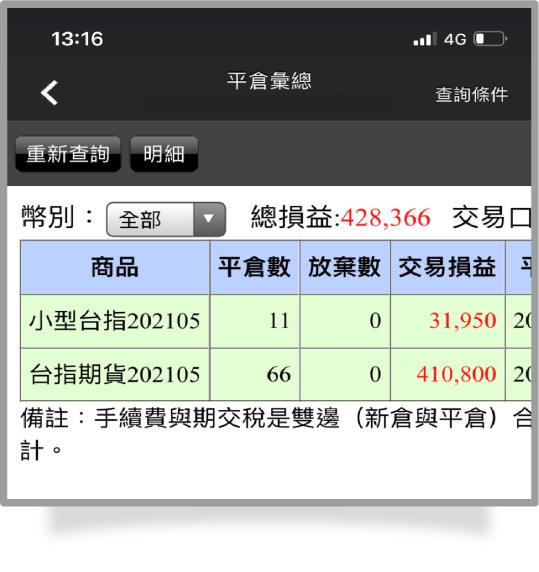 13:16 4G
平倉彙總
查詢條件
重新查詢 明細
幣別： 全部 總損益:428,366 交易口
商品 平倉數 放棄數 交易損益 平
小型台指202105 11 0 31,950 20
台指期貨202105 66 0 410,800 20
備註：手續費與期交稅是雙邊（新倉與平倉）合
計。